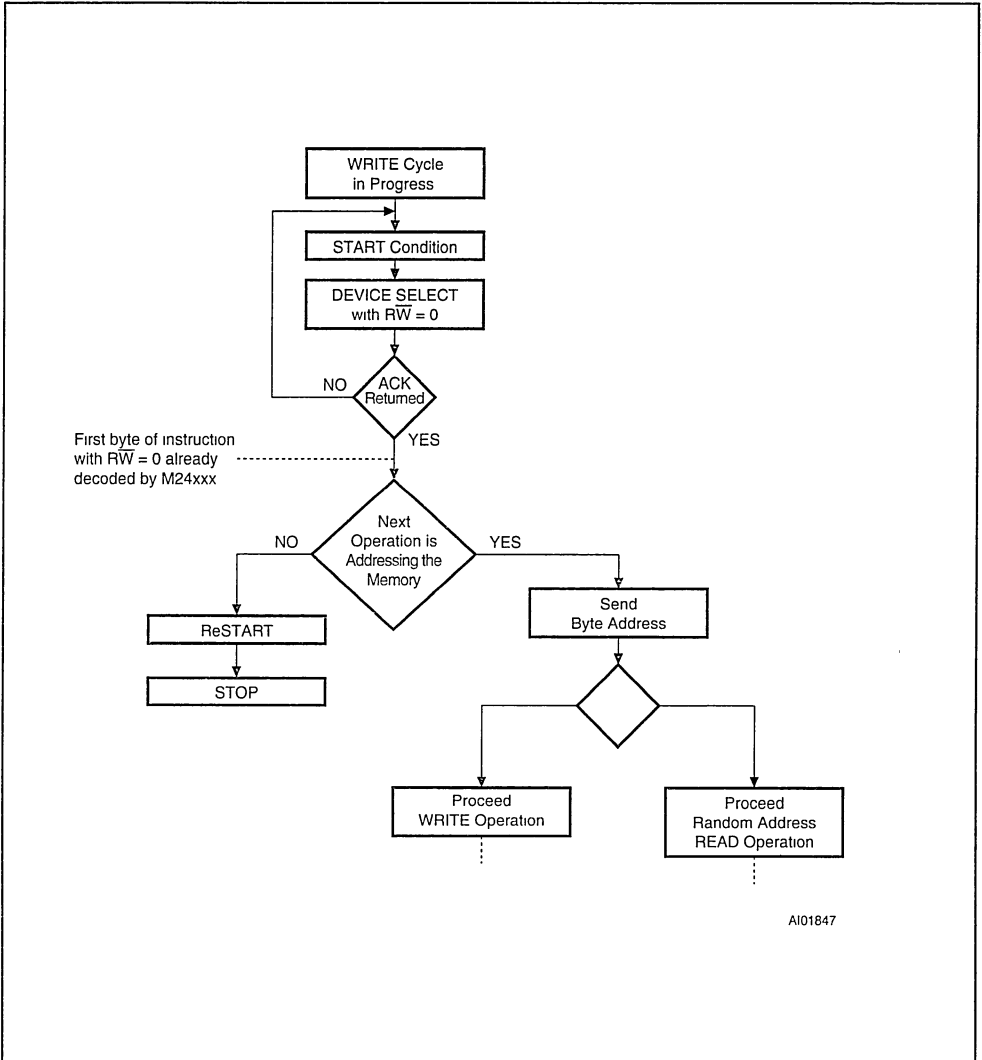 WRITE Cycle
in Progress
START Condition
DEVICE SELECT
with RW̅ = 0
NO
ACK
Returned
YES
First byte of instruction
with RW̅ = 0 already
decoded by M24xxx
Next
Operation is
Addressing the
Memory
NO
YES
Send
Byte Address
ReSTART
STOP
Proceed
WRITE Operation
Proceed
Random Address
READ Operation
AI01847